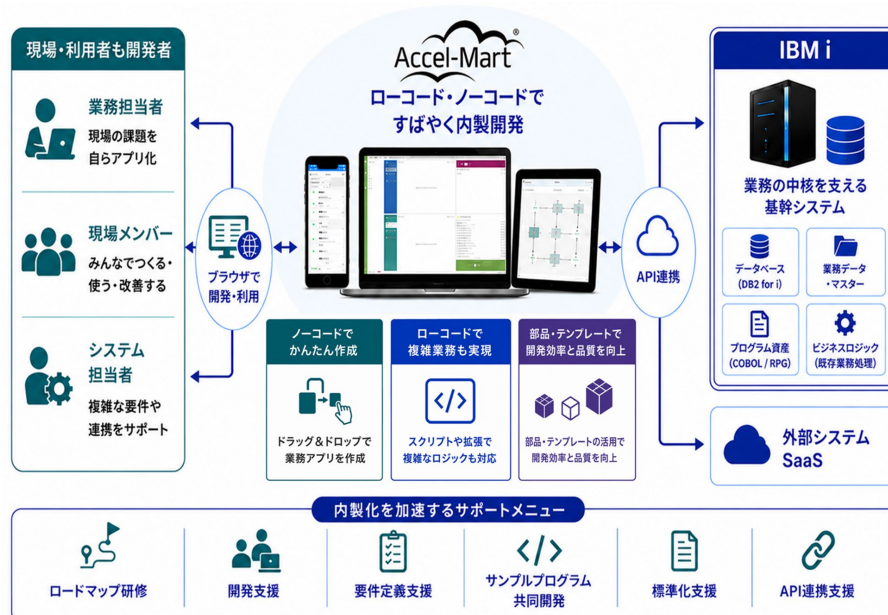 現場・利用者も開発者
業務担当者
現場の課題を
自らアプリ化
現場メンバー
みんなでつくる・
使う・改善する
システム
担当者
複雑な要件や
連携をサポート
ブラウザで
開発・利用
Accel-Mart
ローコード・ノーコードで
すばやく内製開発
ノーコードで
かんたん作成
ドラッグ＆ドロップで
業務アプリを作成
ローコードで
複雑業務も実現
</>
スクリプトや拡張で
複雑なロジックも対応
部品・テンプレートで
開発効率と品質を向上
部品・テンプレートの活用で
開発効率と品質を向上
API連携
IBM i
業務の中核を支える
基幹システム
データベース
(DB2 for i)
業務データ
・マスター
プログラム資産
(COBOL / RPG)
ビジネスロジック
(既存業務処理)
外部システム
SaaS
内製化を加速するサポートメニュー
ロードマップ研修
開発支援
要件定義支援
</>
サンプルプログラム
共同開発
標準化支援
API連携支援